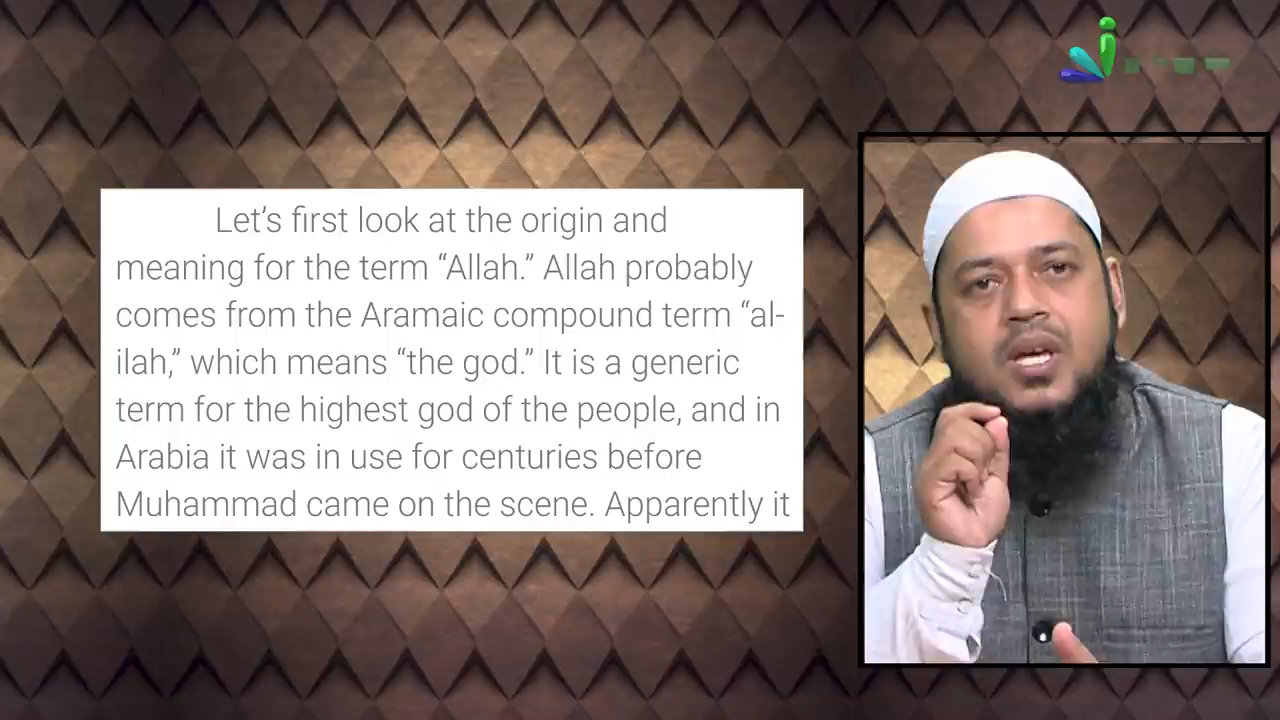 Let’s first look at the origin and
meaning for the term “Allah.” Allah probably
comes from the Aramaic compound term “al-
ilah,” which means “the god.” It is a generic
term for the highest god of the people, and in
Arabia it was in use for centuries before
Muhammad came on the scene. Apparently it